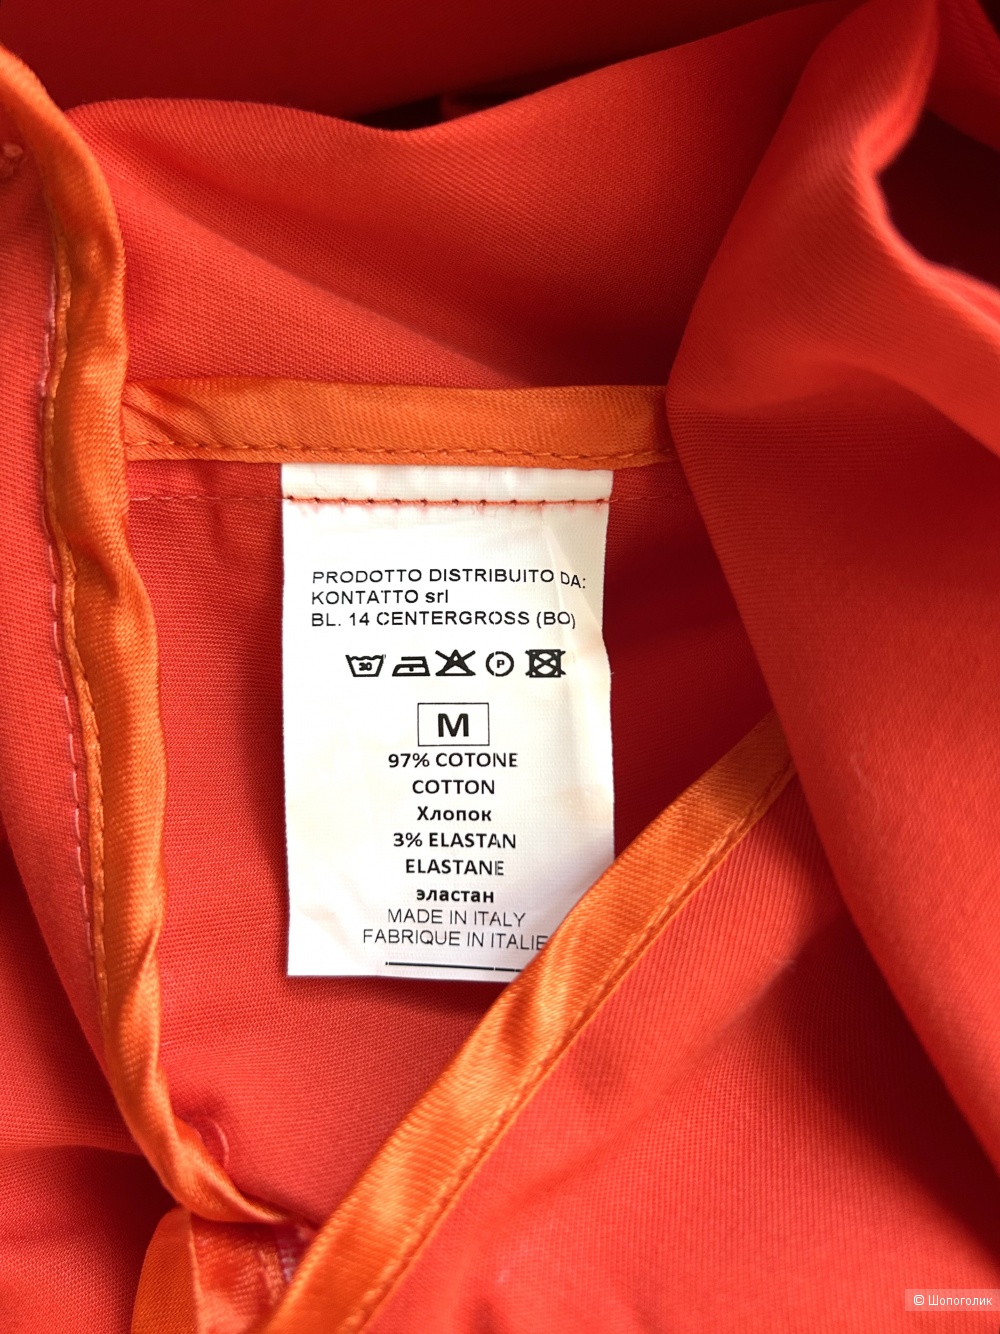 PRODOTTO DISTRIBUITO DA:
KONTATTO srl
BL. 14 CENTERGROSS (BO)
30 P
M
97% COTONE
COTTON
Хлопок
3% ELASTAN
ELASTANE
эластан
MADE IN ITALY
FABRIQUE IN ITALIE
© Шопоголик